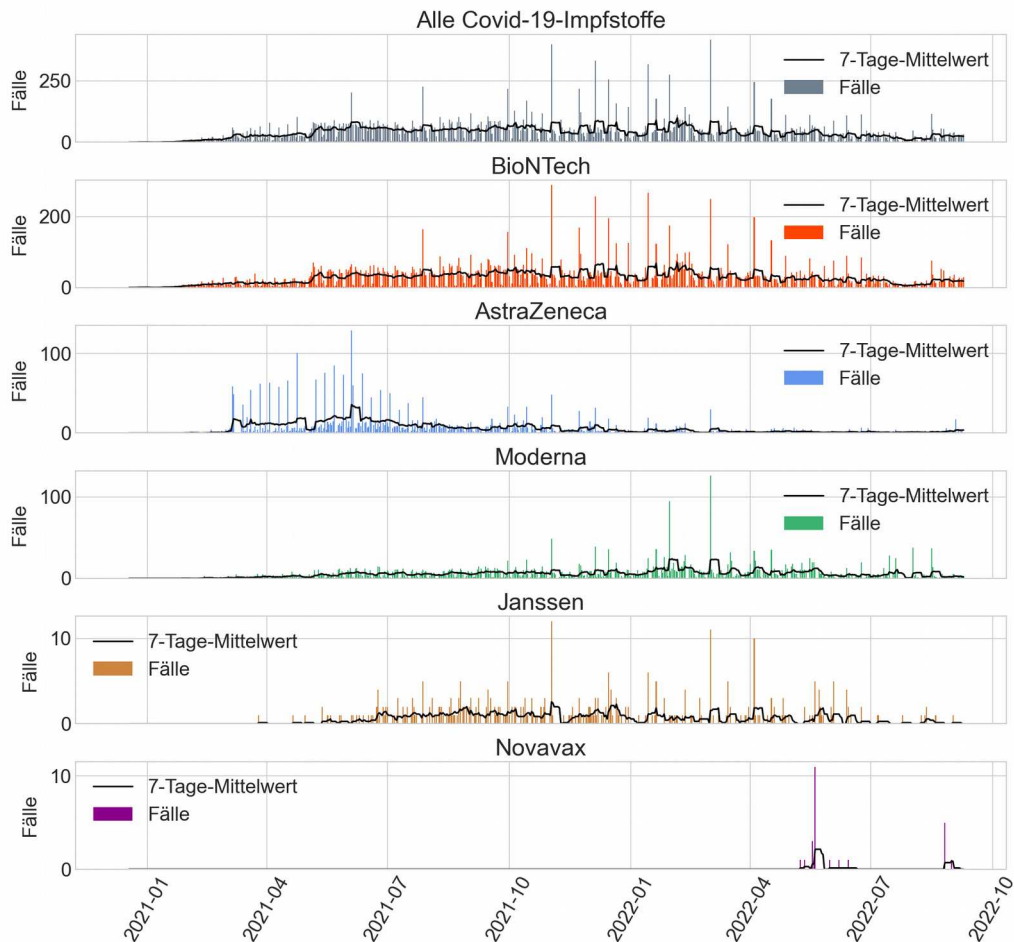 Alle Covid-19-Impfstoffe
Fälle
250
0
7-Tage-Mittelwert
Fälle
BioNTech
Fälle
200
0
7-Tage-Mittelwert
Fälle
AstraZeneca
Fälle
100
0
7-Tage-Mittelwert
Fälle
Moderna
Fälle
100
0
7-Tage-Mittelwert
Fälle
Janssen
Fälle
10
0
7-Tage-Mittelwert
Fälle
Novavax
Fälle
10
0
7-Tage-Mittelwert
Fälle
2021-01
2021-04
2021-07
2021-10
2022-01
2022-04
2022-07
2022-10